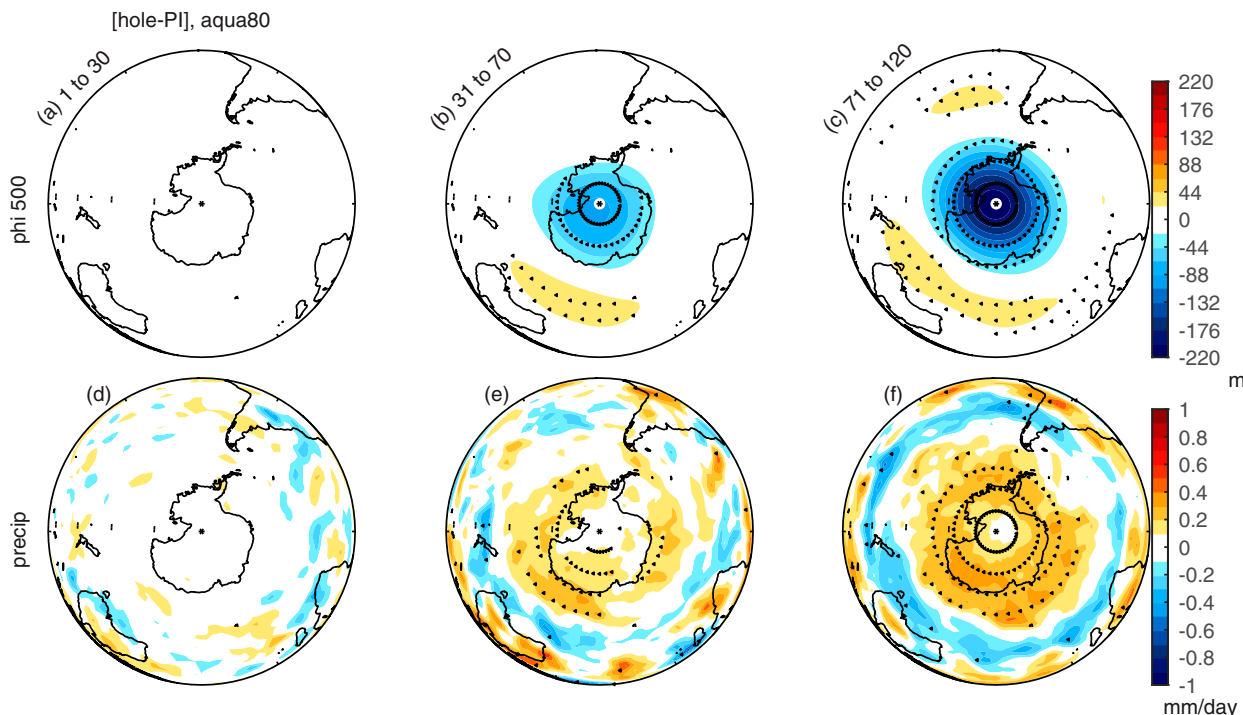 [hole-PI], aqua80
(a) 1 to 30
(b) 31 to 70
(c) 71 to 120
phi 500
220
176
132
88
44
0
-44
-88
-132
-176
-220
m
(d)
(e)
(f)
precip
1
0.8
0.6
0.4
0.2
0
-0.2
-0.4
-0.6
-0.8
-1
mm/day